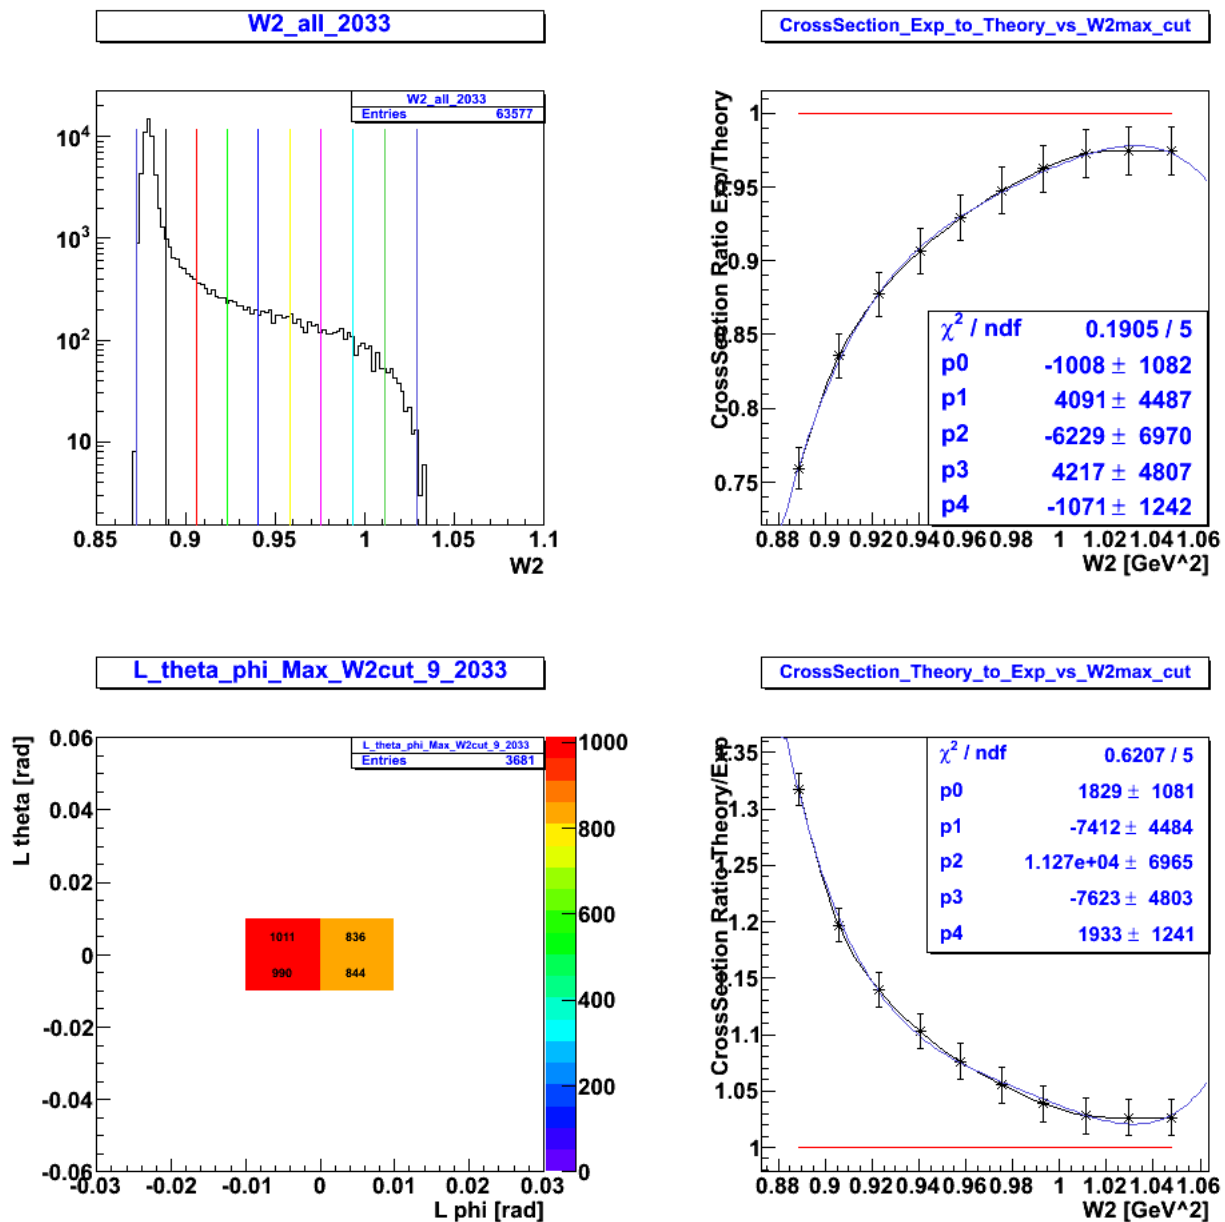 W2_all_2033
W2_all_2033
Entries 63577
10^4
10^3
10^2
10
0.85 0.9 0.95 1 1.05 1.1
W2
CrossSection_Exp_to_Theory_vs_W2max_cut
CrossSection Ratio Exp/Theory
1
0.95
0.9
0.85
0.8
0.75
χ^2 / ndf 0.1905 / 5
p0 -1008 ± 1082
p1 4091 ± 4487
p2 -6229 ± 6970
p3 4217 ± 4807
p4 -1071 ± 1242
0.88 0.9 0.92 0.94 0.96 0.98 1 1.02 1.04 1.06
W2 [GeV^2]
L_theta_phi_Max_W2cut_9_2033
L_theta_phi_Max_W2cut_9_2033
Entries 3681
L theta [rad]
0.06
0.04
0.02
0
-0.02
-0.04
-0.06
1011 836
990 844
1000
800
600
400
200
0
-0.03 -0.02 -0.01 0 0.01 0.02 0.03
L phi [rad]
CrossSection_Theory_to_Exp_vs_W2max_cut
CrossSection Ratio Theory/Exp
1.35
1.3
1.25
1.2
1.15
1.1
1.05
1
χ^2 / ndf 0.6207 / 5
p0 1829 ± 1081
p1 -7412 ± 4484
p2 1.127e+04 ± 6965
p3 -7623 ± 4803
p4 1933 ± 1241
0.88 0.9 0.92 0.94 0.96 0.98 1 1.02 1.04 1.06
W2 [GeV^2]